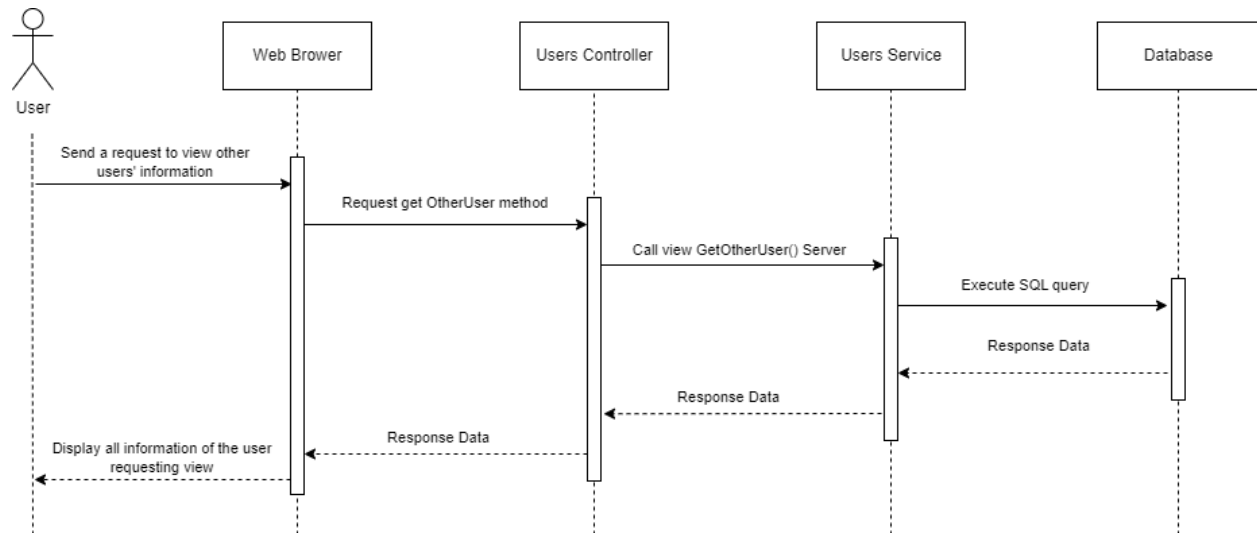 Web Brower
Users Controller
Users Service
Database
User
Send a request to view other
users' information
Request get OtherUser method
Call view GetOtherUser() Server
Execute SQL query
Response Data
Response Data
Response Data
Display all information of the user
requesting view